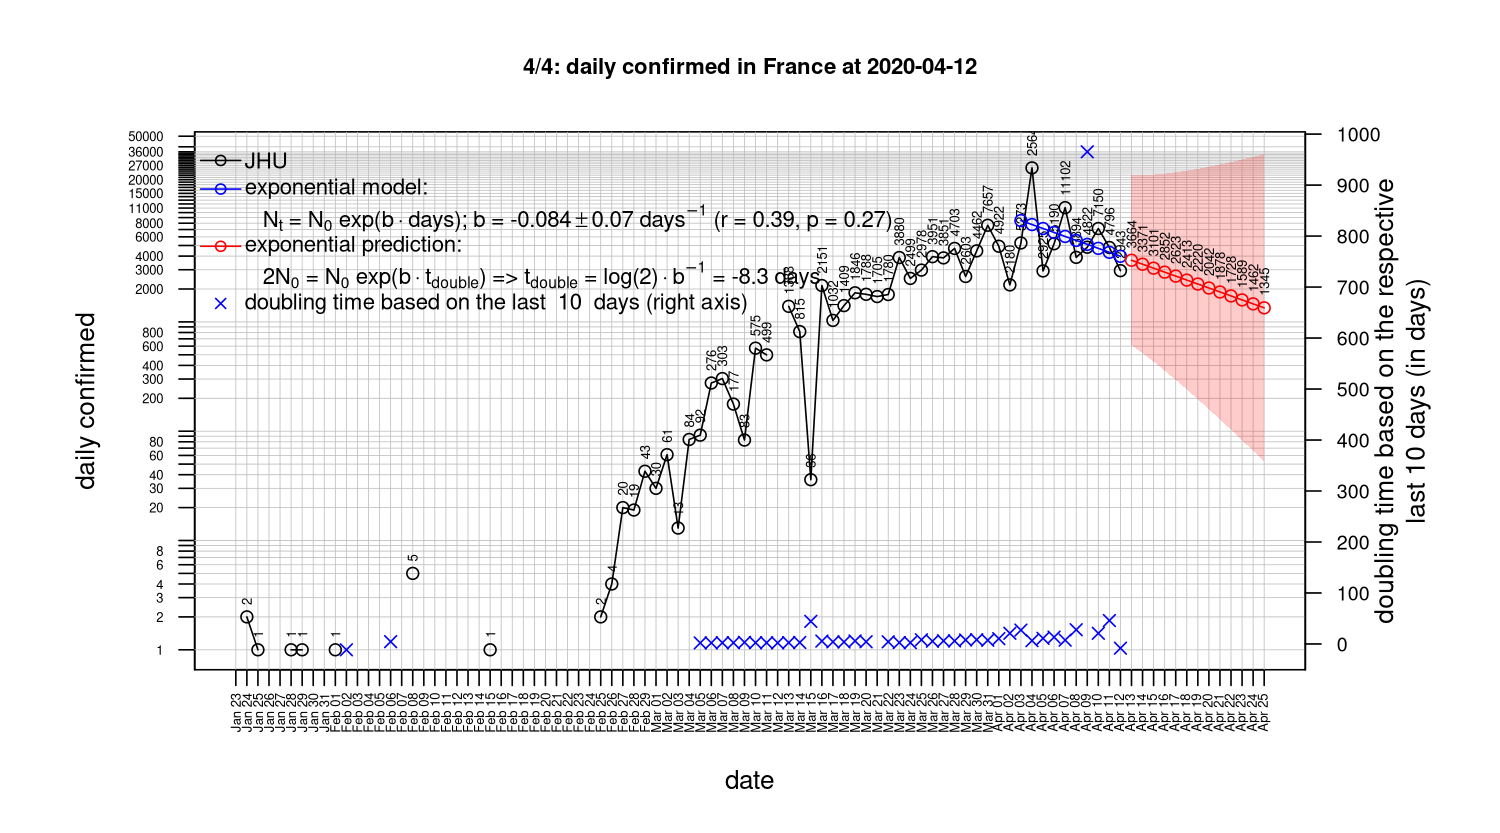 4/4: daily confirmed in France at 2020-04-12
JHU
exponential model:
Nt = N0 exp(b · days); b = -0.084 ± 0.07 days−1 (r = 0.39, p = 0.27)
exponential prediction:
2N0 = N0 exp(b · tdouble) => tdouble = log(2) · b−1 = -8.3 days
doubling time based on the last 10 days (right axis)
daily confirmed
50000
36000
27000
20000
15000
11000
8000
6000
4000
3000
2000
800
600
400
300
200
80
60
40
30
20
8
6
4
3
2
1
2 1 1 1 1 5 1 2 4 20 19 43 30 61 13 84 92 276 303 177 83 575 499 815 36 2151 1032 1409 1846 1788 1705 1780 3880 2499 2978 3951 3851 4703 2603 4462 7657 4922 2180 11102 7150 4796
3664 3371 3101 2852 2623 2413 2220 2042 1878 1728 1589 1462 1345
1000
900
800
700
600
500
400
300
200
100
0
doubling time based on the respective
last 10 days (in days)
Jan 23 Jan 24 Jan 25 Jan 26 Jan 27 Jan 28 Jan 29 Jan 30 Jan 31 Feb 01 Feb 02 Feb 03 Feb 04 Feb 05 Feb 06 Feb 07 Feb 08 Feb 09 Feb 10 Feb 11 Feb 12 Feb 13 Feb 14 Feb 15 Feb 16 Feb 17 Feb 18 Feb 19 Feb 20 Feb 21 Feb 22 Feb 23 Feb 24 Feb 25 Feb 26 Feb 27 Feb 28 Feb 29 Mar 01 Mar 02 Mar 03 Mar 04 Mar 05 Mar 06 Mar 07 Mar 08 Mar 09 Mar 10 Mar 11 Mar 12 Mar 13 Mar 14 Mar 15 Mar 16 Mar 17 Mar 18 Mar 19 Mar 20 Mar 21 Mar 22 Mar 23 Mar 24 Mar 25 Mar 26 Mar 27 Mar 28 Mar 29 Mar 30 Mar 31 Apr 01 Apr 02 Apr 03 Apr 04 Apr 05 Apr 06 Apr 07 Apr 08 Apr 09 Apr 10 Apr 11 Apr 12 Apr 13 Apr 14 Apr 15 Apr 16 Apr 17 Apr 18 Apr 19 Apr 20 Apr 21 Apr 22 Apr 23 Apr 24 Apr 25
date